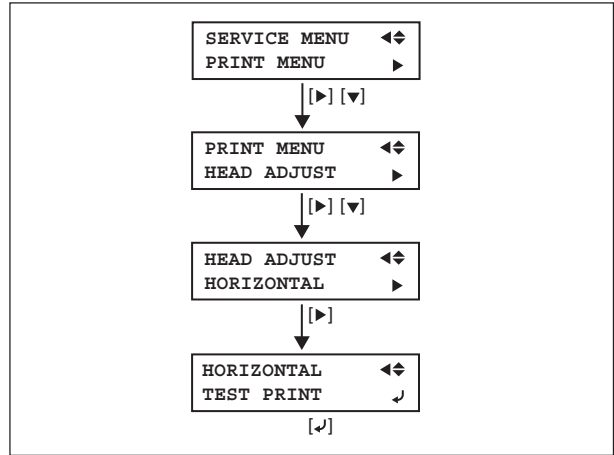 SERVICE MENU ◀◆
PRINT MENU ▶
[▶] [▼]
PRINT MENU ◀◆
HEAD ADJUST ▶
[▶] [▼]
HEAD ADJUST ◀◆
HORIZONTAL ▶
[▶]
HORIZONTAL ◀◆
TEST PRINT ↵
[↵]